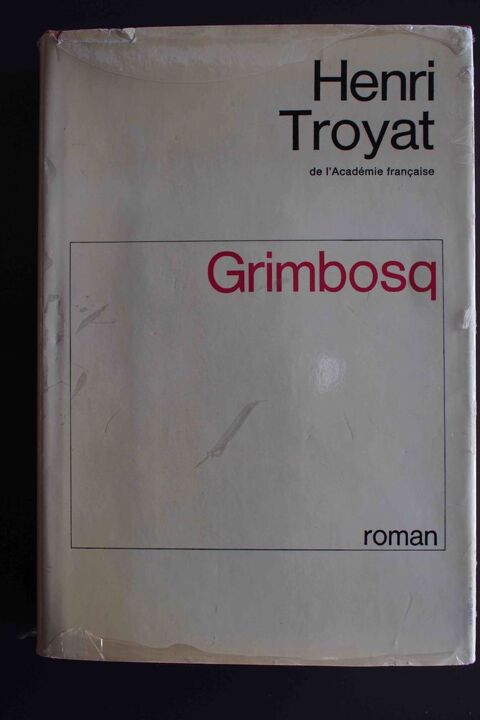 Henri
Troyat
de l'Académie française
Grimbosq
roman